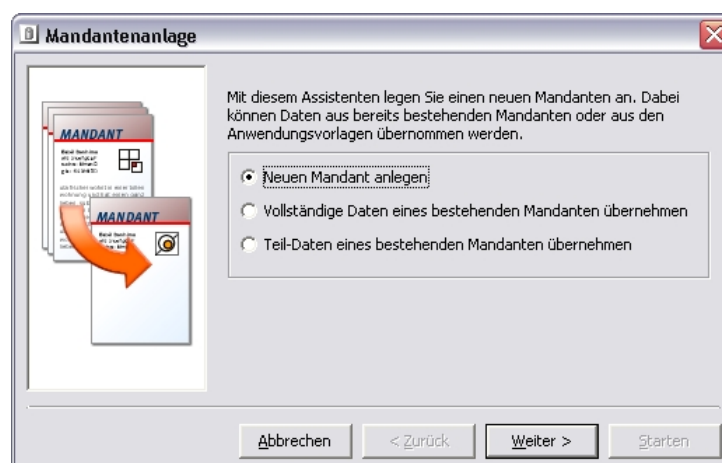 Mandantenanlage
MANDANT
MANDANT
Mit diesem Assistenten legen Sie einen neuen Mandanten an. Dabei
können Daten aus bereits bestehenden Mandanten oder aus den
Anwendungsvorlagen übernommen werden.
Neuen Mandant anlegen
Vollständige Daten eines bestehenden Mandanten übernehmen
Teil-Daten eines bestehenden Mandanten übernehmen
Abbrechen
< Zurück
Weiter >
Starten